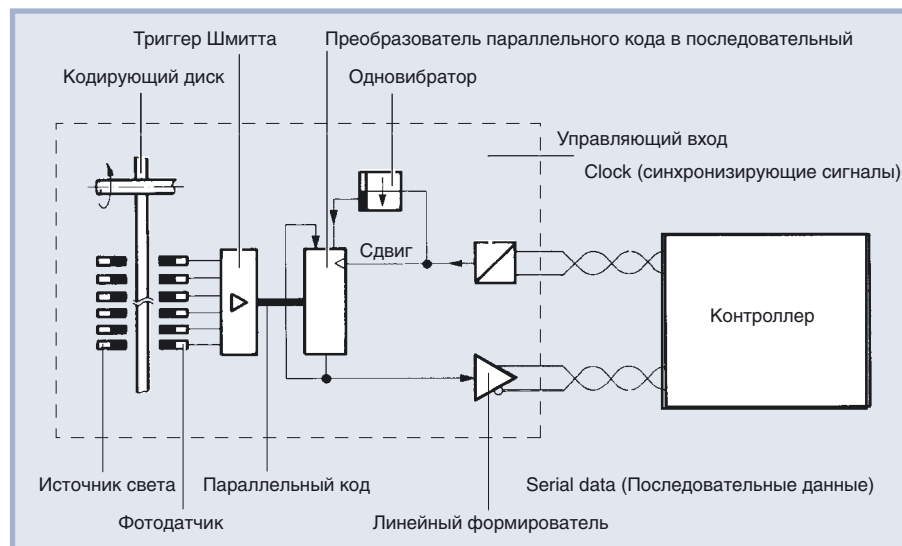 Триггер Шмитта
Преобразователь параллельного кода в последовательный
Кодирующий диск
Одновибратор
Управляющий вход
Clock (синхронизирующие сигналы)
Сдвиг
Контроллер
Источник света
Параллельный код
Serial data (Последовательные данные)
Фотодатчик
Линейный формирователь